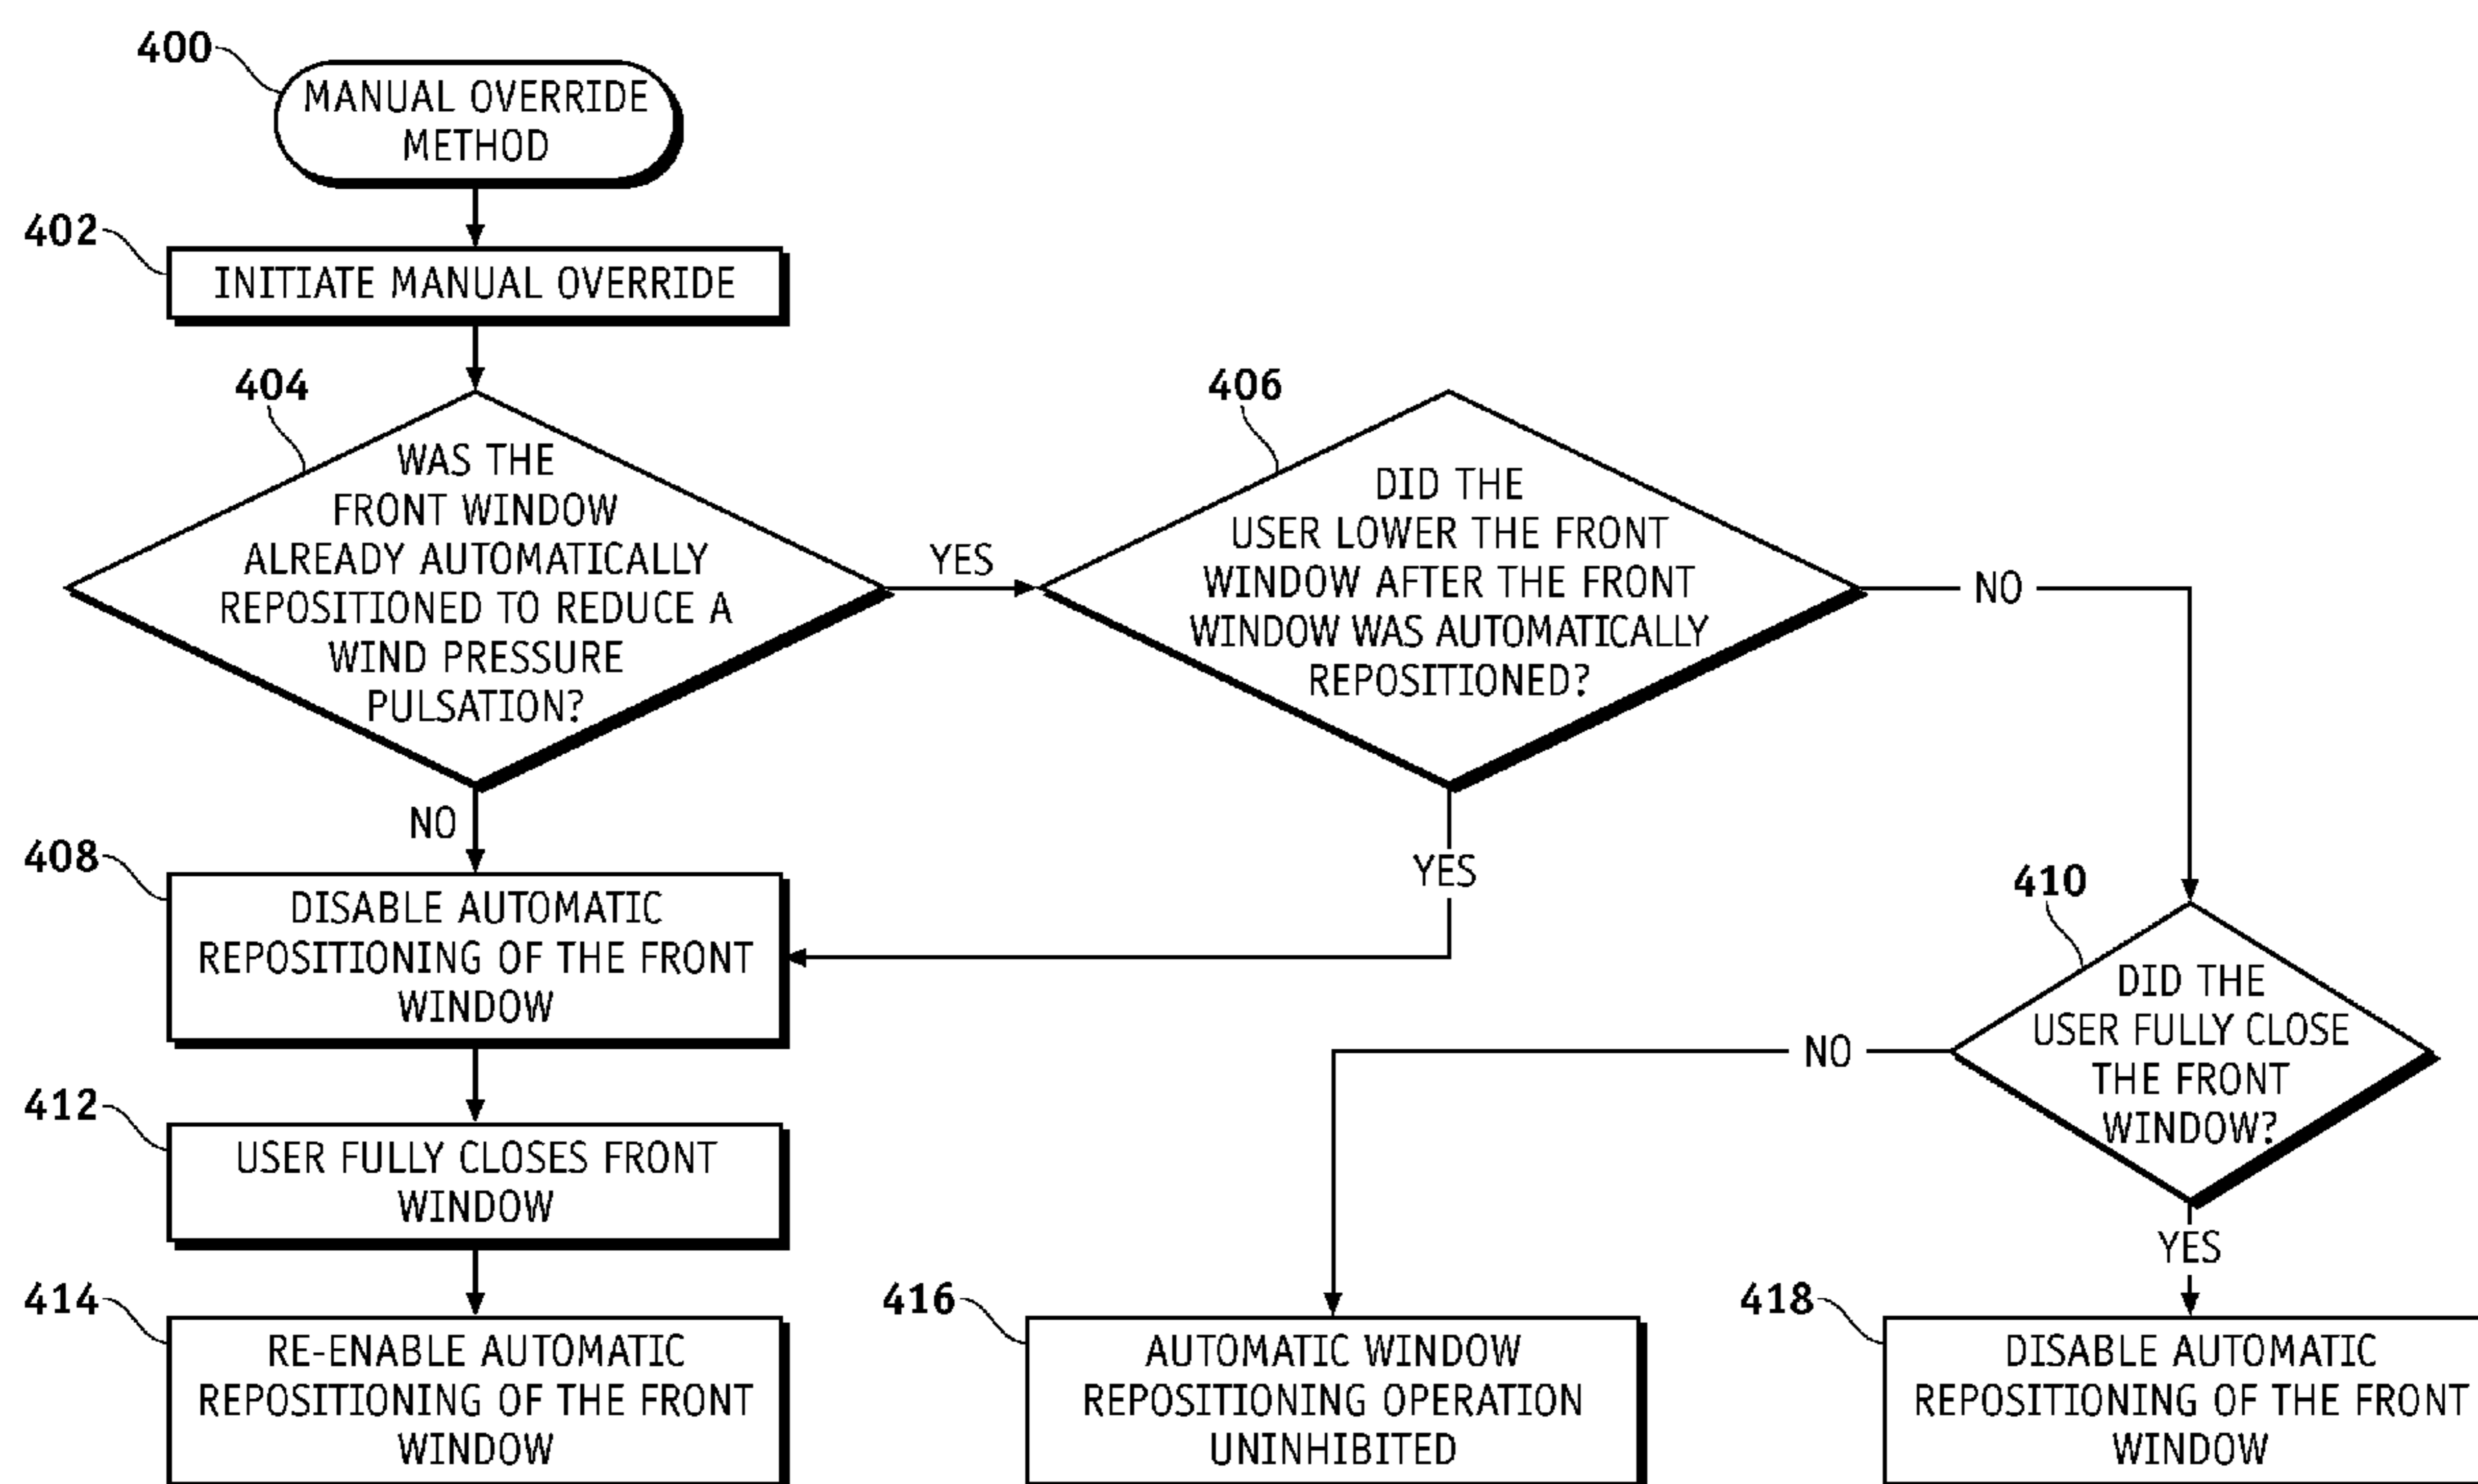 400
MANUAL OVERRIDE
METHOD
402
INITIATE MANUAL OVERRIDE
404
WAS THE
FRONT WINDOW
ALREADY AUTOMATICALLY
REPOSITIONED TO REDUCE A
WIND PRESSURE
PULSATION?
YES
406
DID THE
USER LOWER THE FRONT
WINDOW AFTER THE FRONT
WINDOW WAS AUTOMATICALLY
REPOSITIONED?
NO
NO
YES
408
DISABLE AUTOMATIC
REPOSITIONING OF THE FRONT
WINDOW
410
DID THE
USER FULLY CLOSE
THE FRONT
WINDOW?
NO
YES
412
USER FULLY CLOSES FRONT
WINDOW
414
RE-ENABLE AUTOMATIC
REPOSITIONING OF THE FRONT
WINDOW
416
AUTOMATIC WINDOW
REPOSITIONING OPERATION
UNINHIBITED
418
DISABLE AUTOMATIC
REPOSITIONING OF THE FRONT
WINDOW